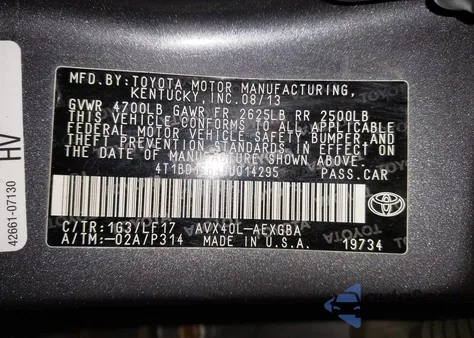 MFD.BY:TOYOTA MOTOR MANUFACTURING,
KENTUCKY,INC.08/13
GVWR 4700LB GAWR FR 2625LB RR 2500LB
THIS VEHICLE CONFORMS TO ALL APPLICABLE
FEDERAL MOTOR VEHICLE SAFETY, BUMPER,AND
THEFT PREVENTION STANDARDS IN EFFECT ON
THE DATE OF MANUFACTURE SHOWN ABOVE.
PASS.CAR
C/TR:1G3/LF17 AVX40L-AEXGBA
A/TM:-02A/P314 MADE IN U.S.A. 19734
TOYOTA
HV
42661-07130